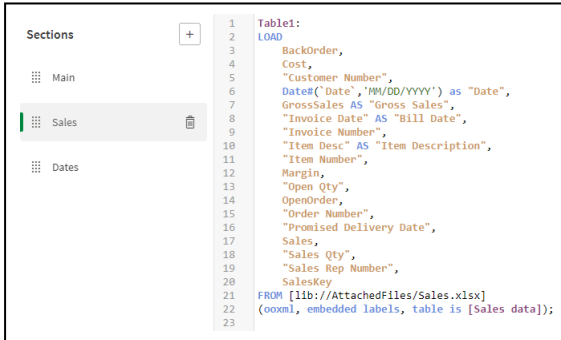 Sections
+
Main
Sales
Dates
1 Table1:
2 LOAD
3 BackOrder,
4 Cost,
5 "Customer Number",
6 Date#(`Date`,'MM/DD/YYYY') as "Date",
7 GrossSales AS "Gross Sales",
8 "Invoice Date" AS "Bill Date",
9 "Invoice Number",
10 "Item Desc" AS "Item Description",
11 "Item Number",
12 Margin,
13 "Open Qty",
14 OpenOrder,
15 "Order Number",
16 "Promised Delivery Date",
17 Sales,
18 "Sales Qty",
19 "Sales Rep Number",
20 SalesKey
21 FROM [lib://AttachedFiles/Sales.xlsx]
22 (ooxml, embedded labels, table is [Sales data]);
23